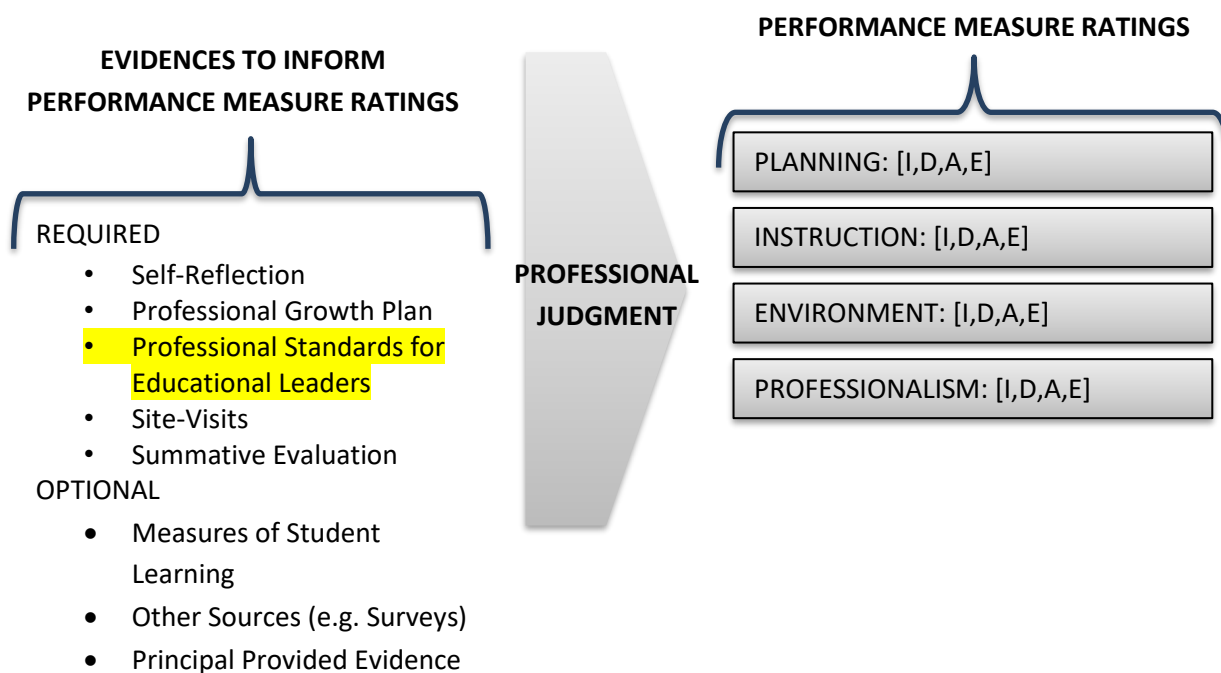 EVIDENCES TO INFORM
PERFORMANCE MEASURE RATINGS
REQUIRED
• Self-Reflection
• Professional Growth Plan
• Professional Standards for
Educational Leaders
• Site-Visits
• Summative Evaluation
OPTIONAL
• Measures of Student
Learning
• Other Sources (e.g. Surveys)
• Principal Provided Evidence
PROFESSIONAL
JUDGMENT
PERFORMANCE MEASURE RATINGS
PLANNING: [I,D,A,E]
INSTRUCTION: [I,D,A,E]
ENVIRONMENT: [I,D,A,E]
PROFESSIONALISM: [I,D,A,E]